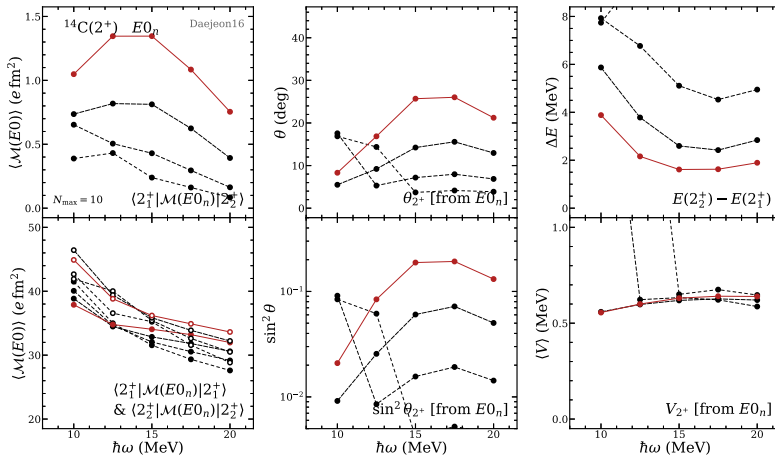 ¹⁴C(2⁺) E0ₙ
Daejeon16
⟨ℳ(E0)⟩ (e fm²)
1.5
1.0
0.5
0.0
N_max = 10
⟨2₁⁺|ℳ(E0ₙ)|2₂⁺⟩
θ (deg)
40
30
20
10
0
θ_2⁺ [from E0ₙ]
ΔE (MeV)
8
6
4
2
0
E(2₂⁺) − E(2₁⁺)
⟨ℳ(E0)⟩ (e fm²)
50
40
30
20
⟨2₁⁺|ℳ(E0ₙ)|2₁⁺⟩
& ⟨2₂⁺|ℳ(E0ₙ)|2₂⁺⟩
10 15 20
ħω (MeV)
sin² θ
10⁻¹
10⁻²
sin² θ_2⁺ [from E0ₙ]
10 15 20
ħω (MeV)
⟨V⟩ (MeV)
1.0
0.5
0.0
V_2⁺ [from E0ₙ]
10 15 20
ħω (MeV)